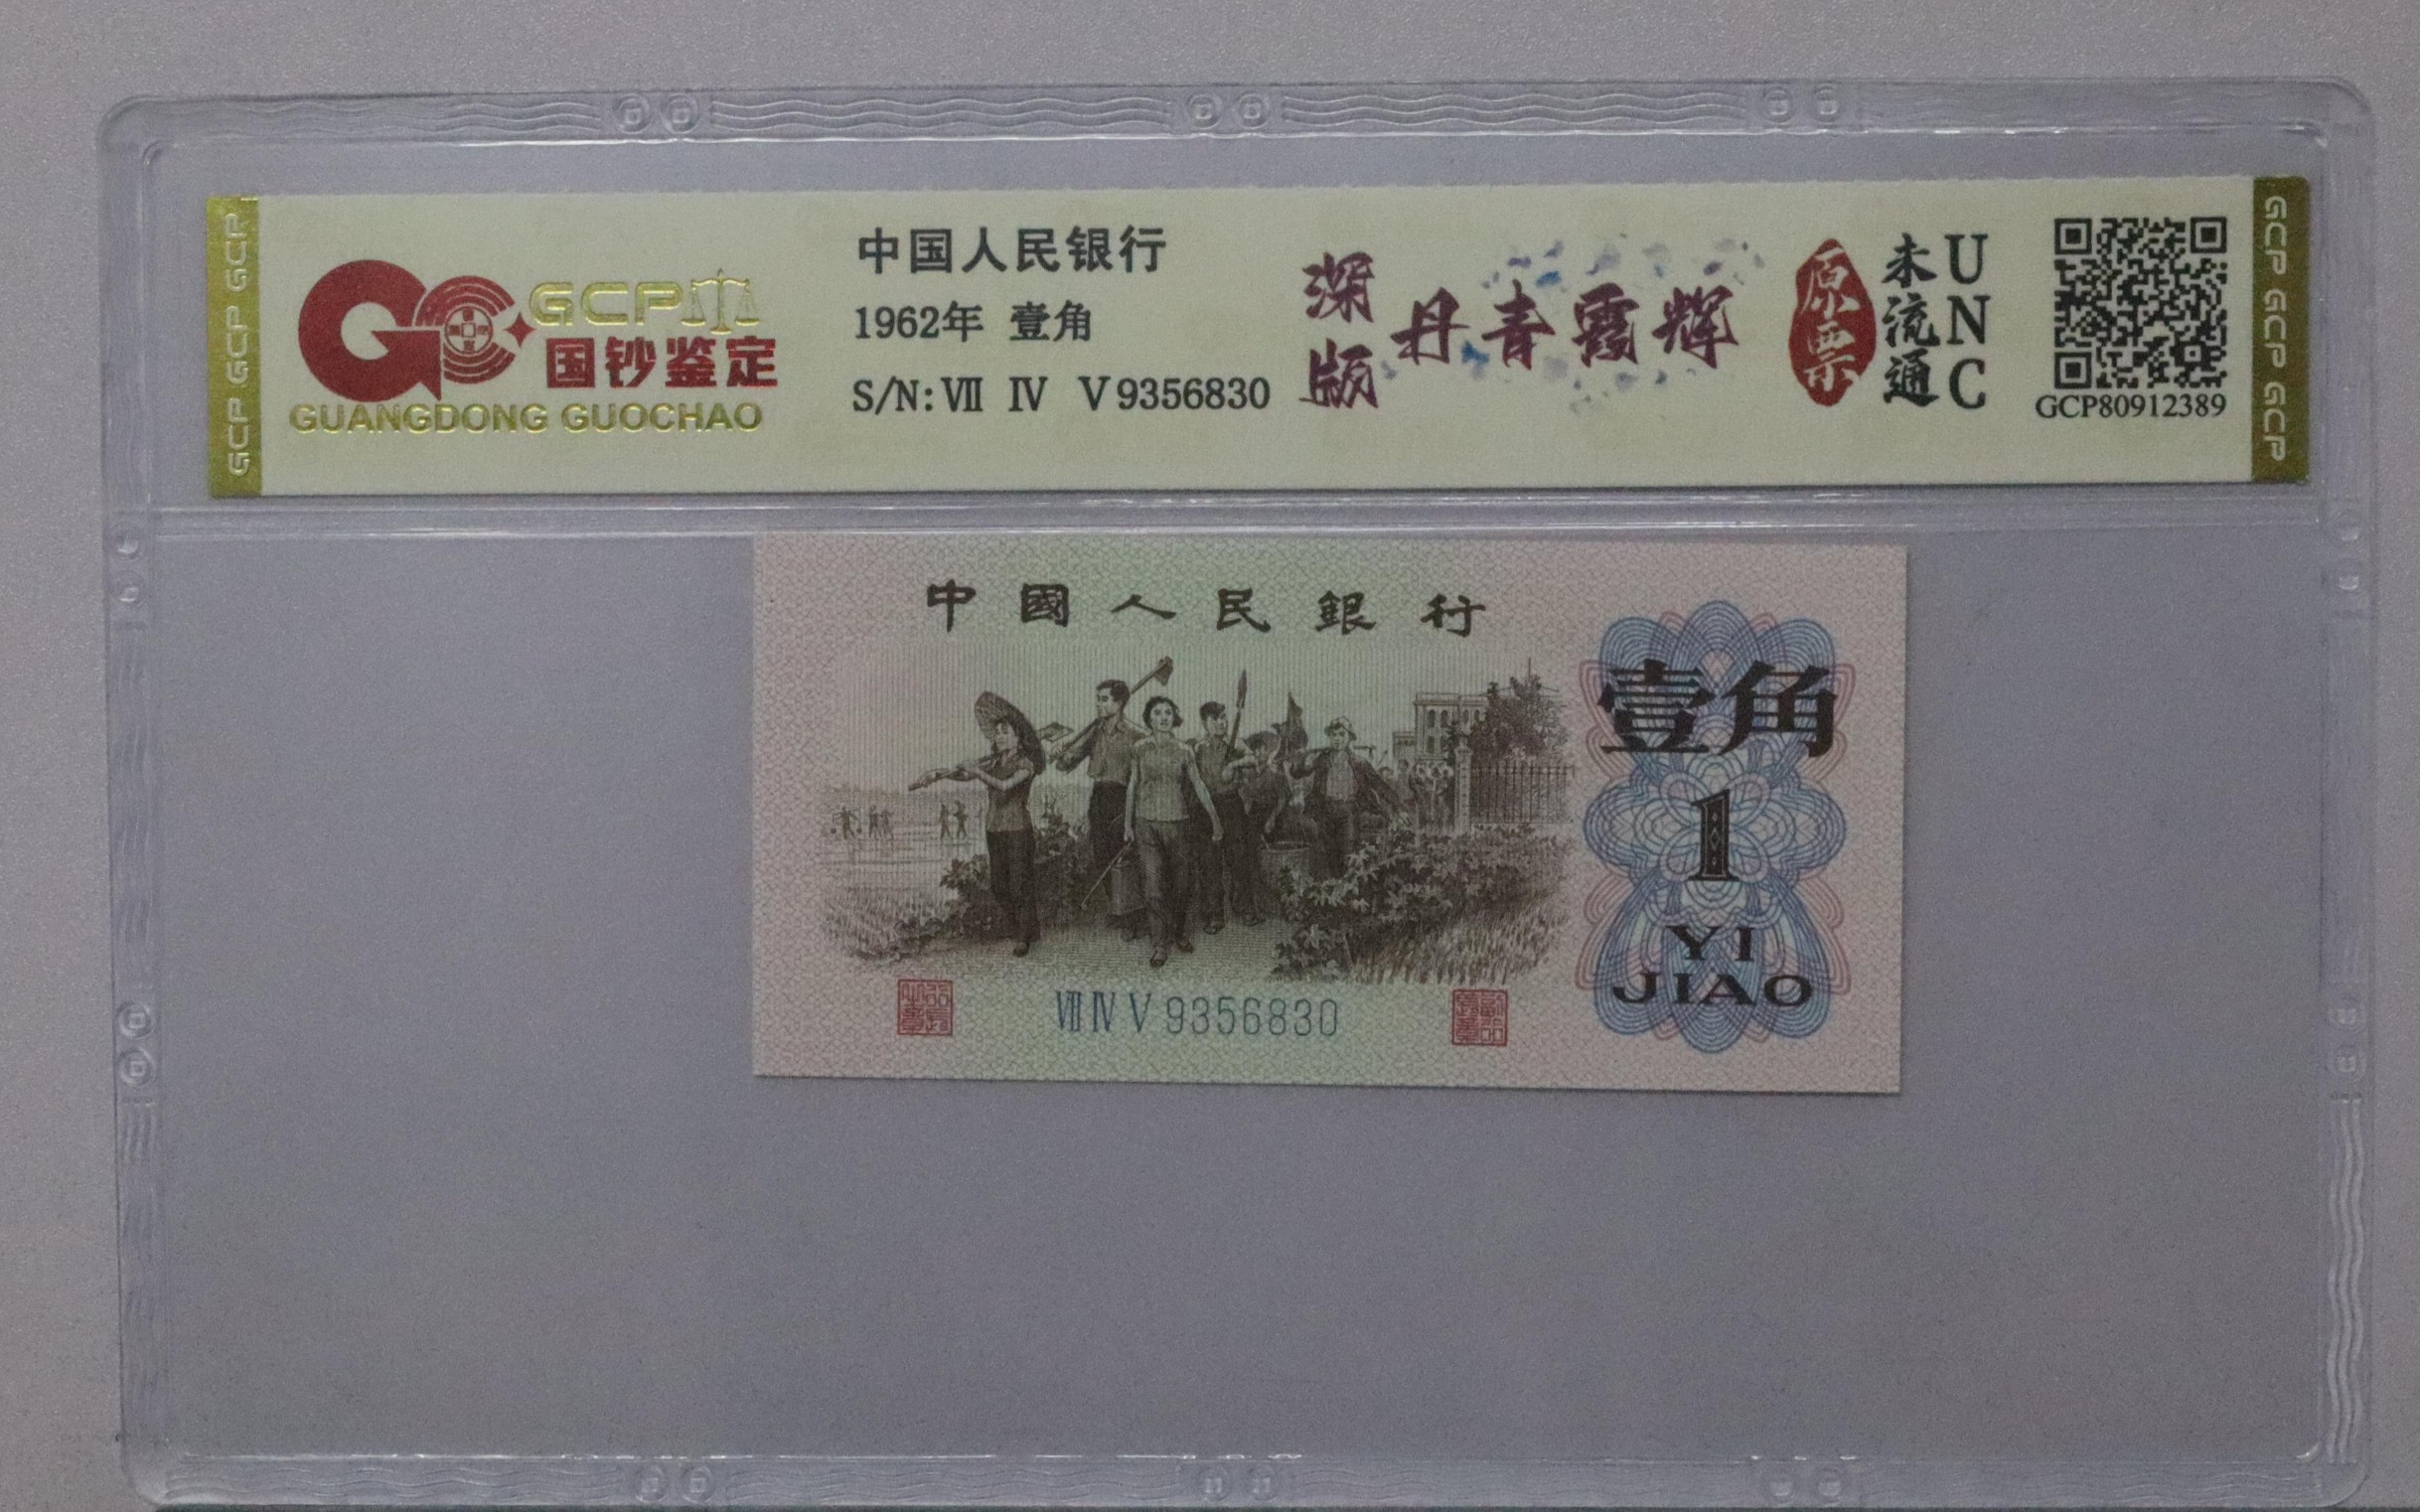 GCP GCP GCP
GCP
国钞鉴定
GUANGDONG GUOCHAO
中国人民银行
1962年 壹角
S/N: Ⅶ Ⅳ Ⅴ 9356830
深版
丹青霞辉
原票
未流通
UNC
GCP80912389
GCP GCP GCP
中國人民銀行
壹角
1
YI
JIAO
Ⅶ Ⅳ Ⅴ 9356830